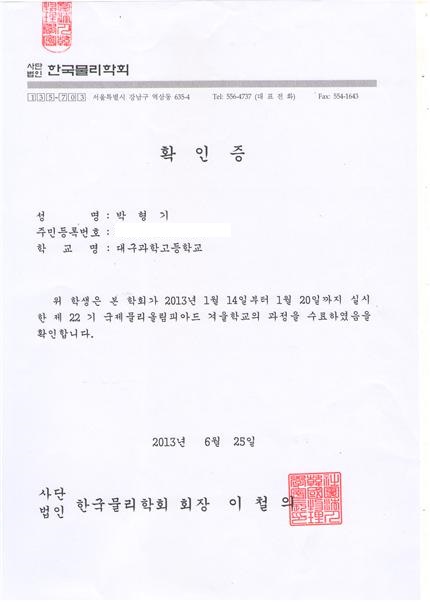 사단법인 한국물리학회
135-703 서울특별시 강남구 역삼동 635-4 Tel: 556-4737 (대 표 전 화) Fax: 554-1643
확 인 증
성 명 : 박 형 기
주민등록번호 :
학 교 명 : 대구과학고등학교
위 학생은 본 학회가 2013년 1월 14일부터 1월 20일까지 실시
한 제 22 기 국제물리올림피아드 겨울학교의 과정을 수료하였음을
확인합니다.
2013년 6월 25일
사단법인 한국물리학회 회장 이 철 의